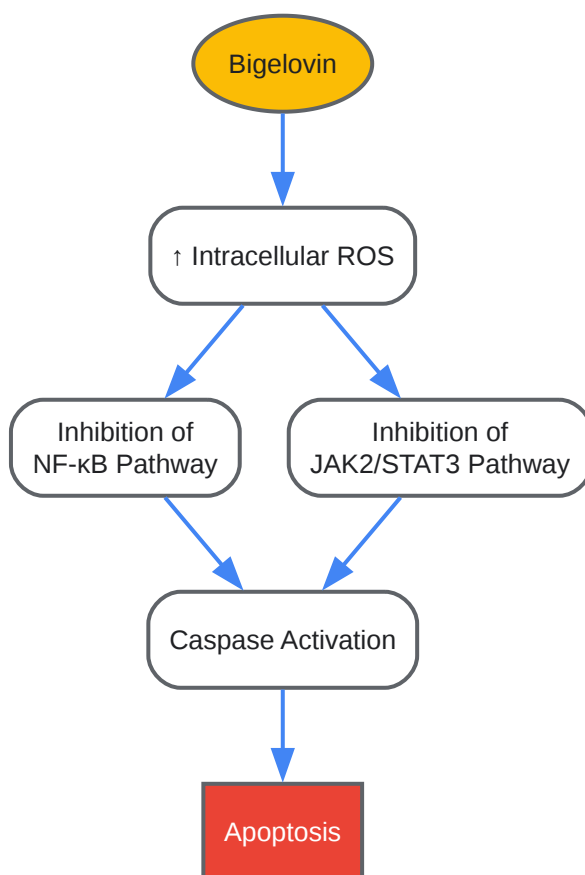 Bigelovin
↑ Intracellular ROS
Inhibition of
NF-κB Pathway
Inhibition of
JAK2/STAT3 Pathway
Caspase Activation
Apoptosis